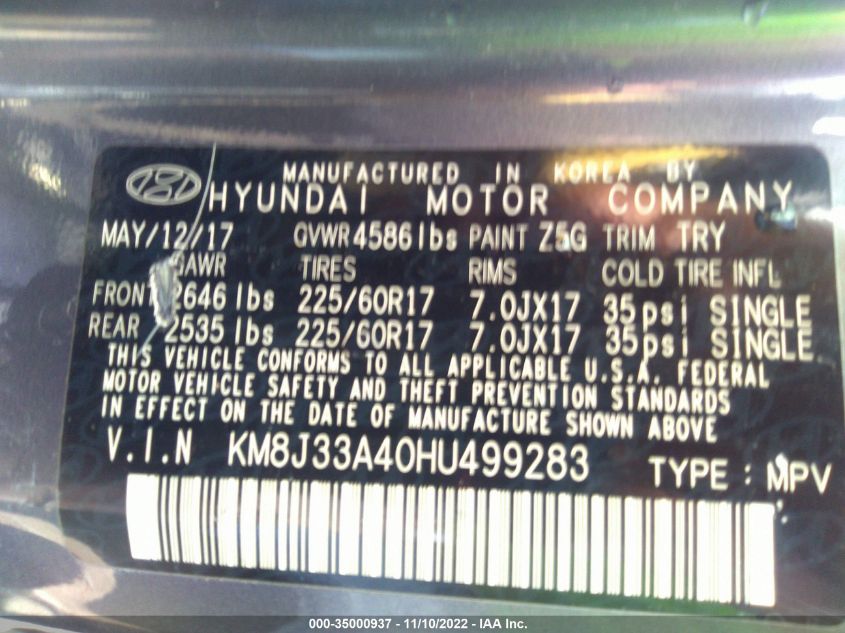 MANUFACTURED IN KOREA BY
HYUNDAI MOTOR COMPANY
MAY/12/17 GVWR 4586 lbs PAINT Z5G TRIM TRY
GAWR TIRES RIMS COLD TIRE INFL
FRONT 2646 lbs 225/60R17 7.0JX17 35psi SINGLE
REAR 2535 lbs 225/60R17 7.0JX17 35psi SINGLE
THIS VEHICLE CONFORMS TO ALL APPLICABLE U.S.A. FEDERAL
MOTOR VEHICLE SAFETY AND THEFT PREVENTION STANDARDS
IN EFFECT ON THE DATE OF MANUFACTURE SHOWN ABOVE
V.I.N KM8J33A40HU499283 TYPE : MPV
000-35000937 - 11/10/2022 - IAA Inc.